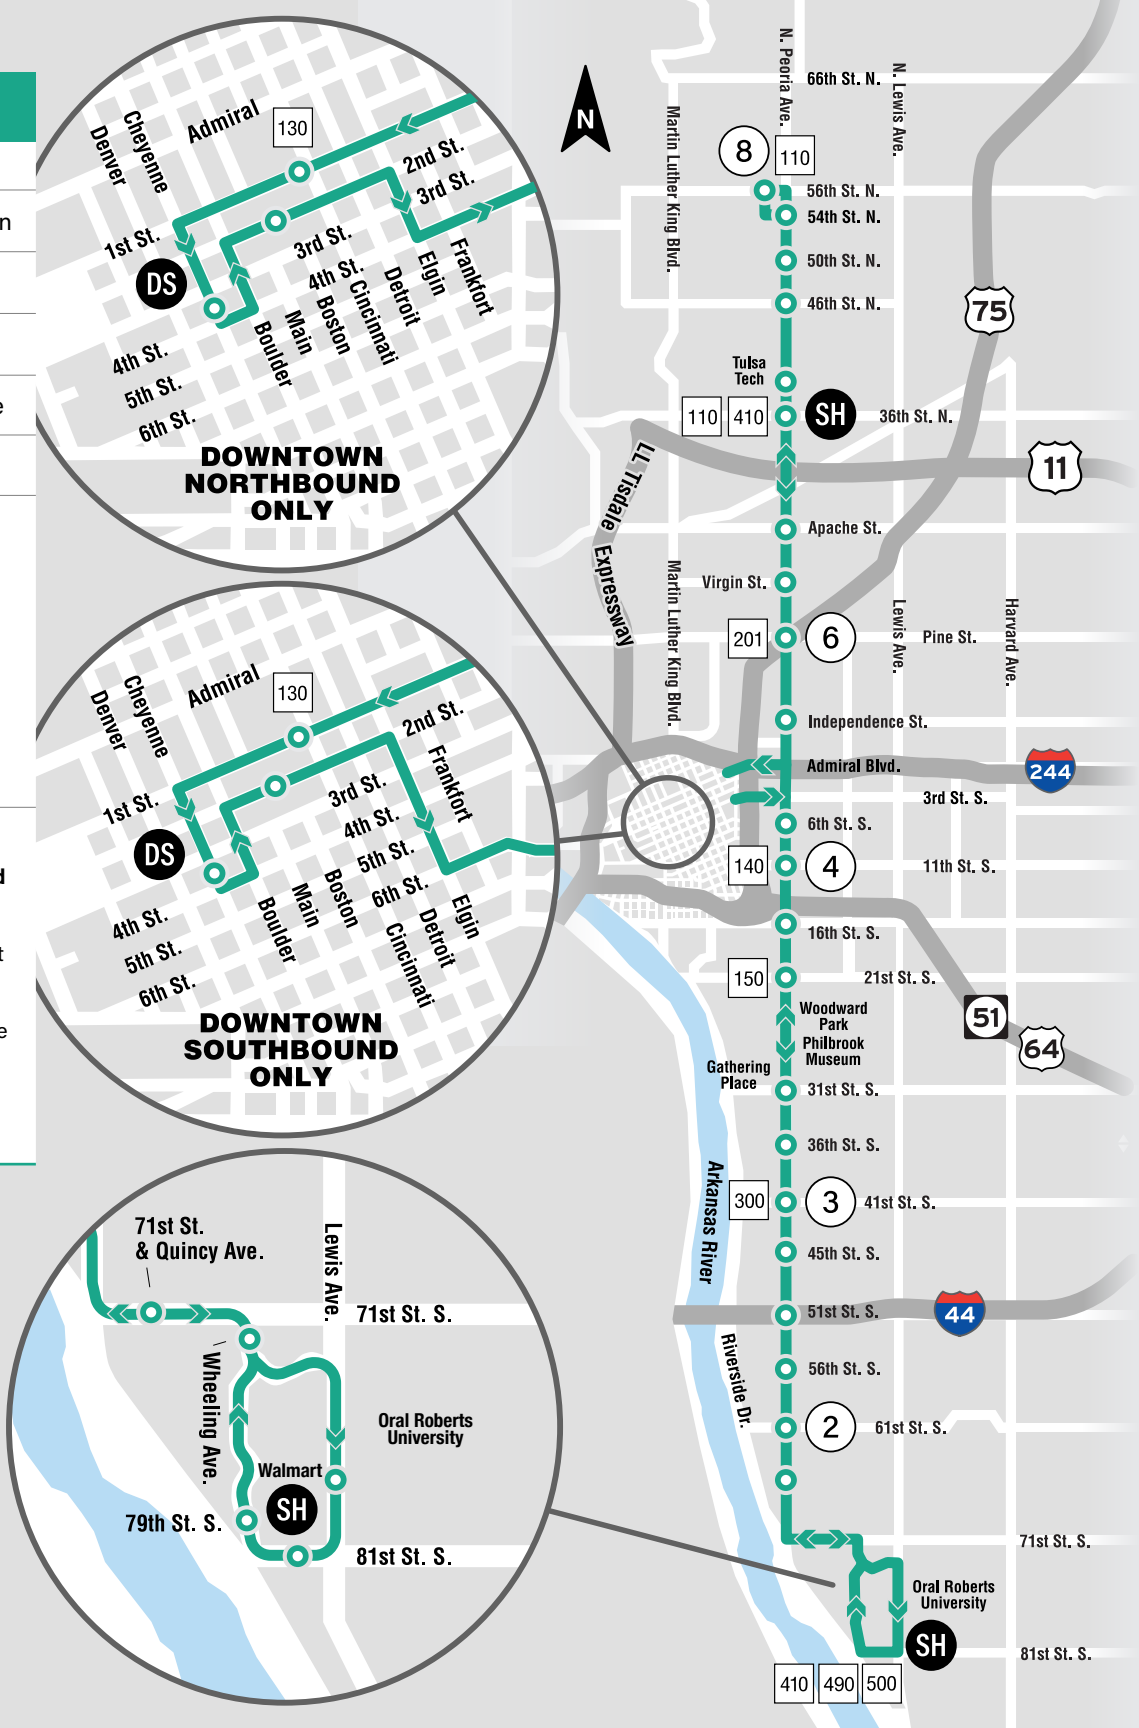 n
e
d
t
e
Denver
Cheyenne
Admiral
130
2nd St.
3rd St.
1st St.
DS
3rd St.
4th St.
Boulder
Main
Boston
Cincinnati
Detroit
Elgin
Frankfort
4th St.
5th St.
6th St.
DOWNTOWN
NORTHBOUND
ONLY
Denver
Cheyenne
Admiral
130
2nd St.
Frankfort
1st St.
DS
3rd St.
4th St.
5th St.
6th St.
Boulder
Main
Boston
Cincinnati
Detroit
Elgin
4th St.
5th St.
6th St.
DOWNTOWN
SOUTHBOUND
ONLY
71st St.
& Quincy Ave.
Lewis Ave.
71st St. S.
Wheeling Ave.
Oral Roberts
University
Walmart
SH
79th St. S.
81st St. S.
N
N. Peoria Ave.
66th St. N.
N. Lewis Ave.
Martin Luther King Blvd.
8
110
56th St. N.
54th St. N.
50th St. N.
46th St. N.
75
Tulsa
Tech
110
410
SH
36th St. N.
LL Tisdale Expressway
11
Apache St.
Virgin St.
Martin Luther King Blvd.
Lewis Ave.
Harvard Ave.
201
6
Pine St.
Independence St.
Admiral Blvd.
244
3rd St. S.
6th St. S.
140
4
11th St. S.
16th St. S.
150
21st St. S.
Woodward
Park
Philbrook
Museum
51
64
Gathering
Place
31st St. S.
36th St. S.
Arkansas River
300
3
41st St. S.
45th St. S.
51st St. S.
44
Riverside Dr.
56th St. S.
2
61st St. S.
71st St. S.
Oral Roberts
University
SH
81st St. S.
410
490
500